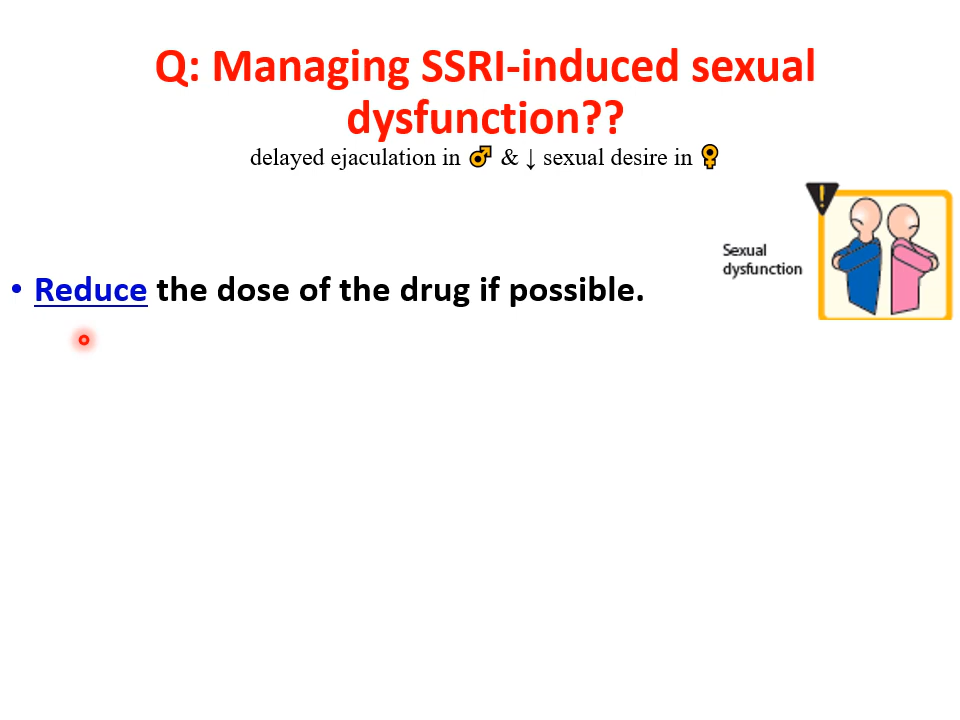 Q: Managing SSRI-induced sexual
dysfunction??
delayed ejaculation in ♂ & ↓ sexual desire in ♀
Sexual
dysfunction
• Reduce the dose of the drug if possible.